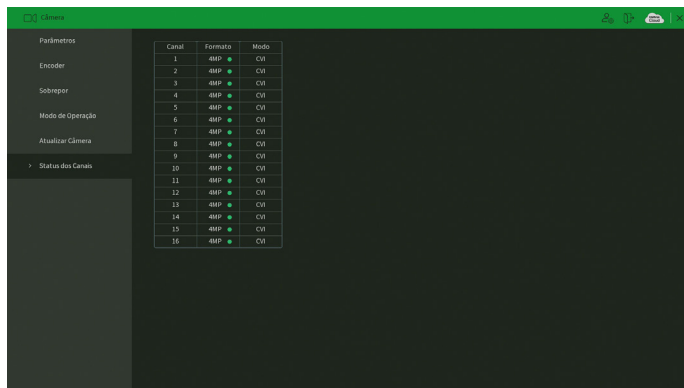 Câmera
Parâmetros
Encoder
Sobrepor
Modo de Operação
Atualizar Câmera
Status dos Canais
Canal Formato Modo
1 4MP CVI
2 4MP CVI
3 4MP CVI
4 4MP CVI
5 4MP CVI
6 4MP CVI
7 4MP CVI
8 4MP CVI
9 4MP CVI
10 4MP CVI
11 4MP CVI
12 4MP CVI
13 4MP CVI
14 4MP CVI
15 4MP CVI
16 4MP CVI